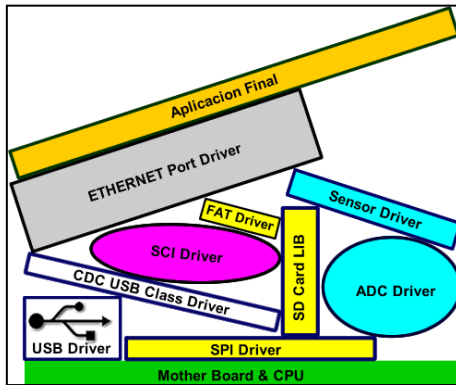 Aplicacion Final
ETHERNET Port Driver
FAT Driver
Sensor Driver
SCI Driver
SD Card LIB
CDC USB Class Driver
ADC Driver
USB Driver
SPI Driver
Mother Board & CPU